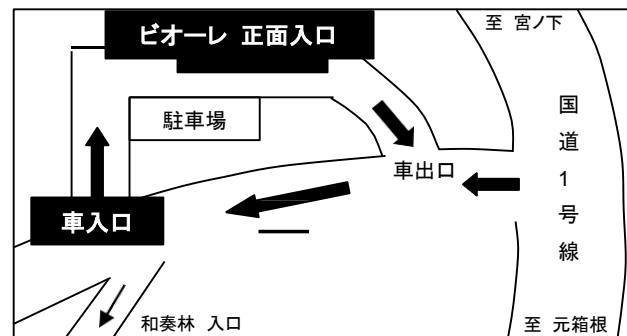 ビオーレ 正面入口
至 宮ノ下
駐車場
国道1号線
車出口
車入口
和奏林 入口
至 元箱根